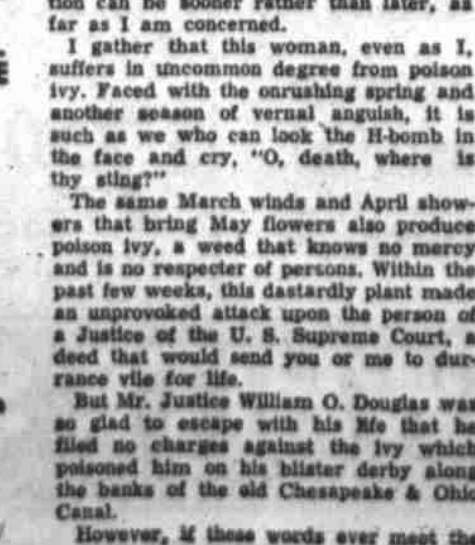 tion can be sooner rather than later, as
far as I am concerned.
I gather that this woman, even as I,
suffers in uncommon degree from poison
ivy. Faced with the onrushing spring and
another season of vernal anguish, it is
such as we who can look the H-bomb in
the face and cry, "O, death, where is
thy sting?"
The same March winds and April show-
ers that bring May flowers also produce
poison ivy, a weed that knows no mercy
and is no respecter of persons. Within the
past few weeks, this dastardly plant made
an unprovoked attack upon the person of
a Justice of the U. S. Supreme Court, a
deed that would send you or me to dur-
rance vile for life.
But Mr. Justice William O. Douglas was
so glad to escape with his life that he
filed no charges against the ivy which
poisoned him on his blister derby along
the banks of the old Chesapeake & Ohio
Canal.
However, if these words ever meet the